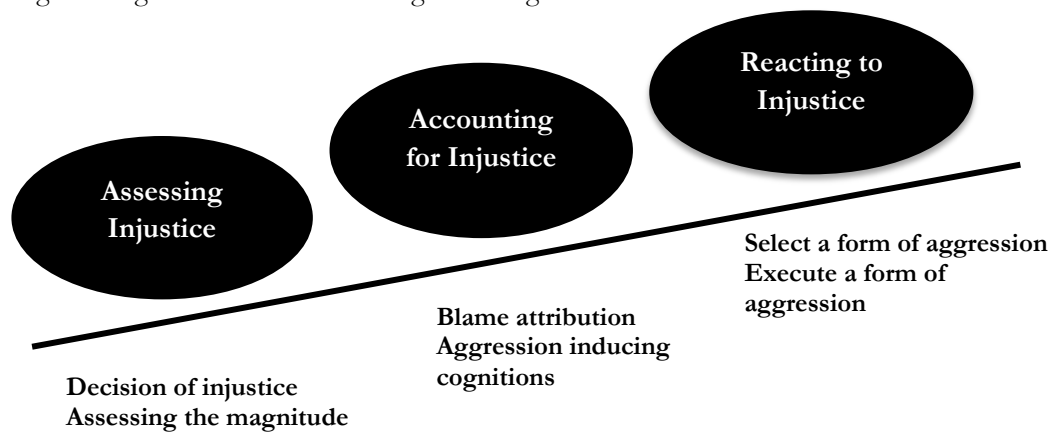 Reacting to
Injustice
Accounting
for Injustice
Assessing
Injustice
Select a form of aggression
Execute a form of
aggression
Blame attribution
Aggression inducing
cognitions
Decision of injustice
Assessing the magnitude